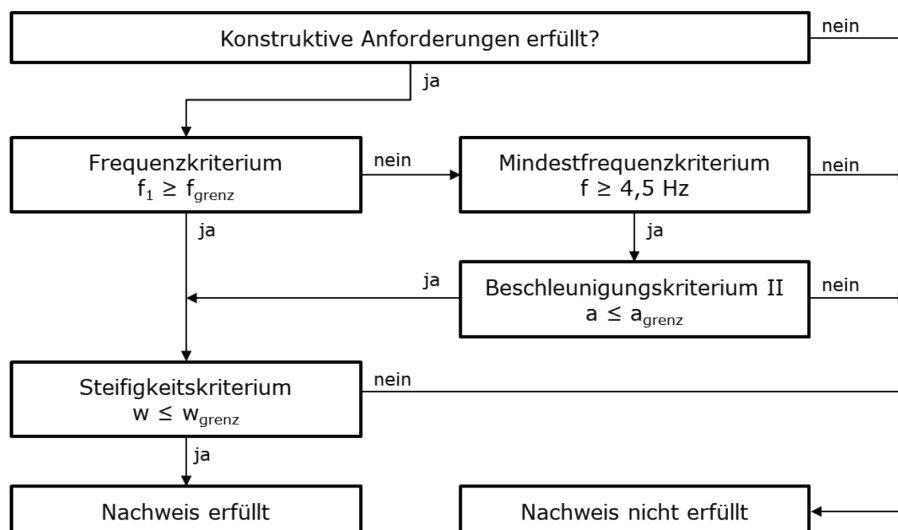 Konstruktive Anforderungen erfüllt?
nein
ja
Frequenzkriterium
f₁ ≥ f_grenz
nein
Mindestfrequenzkriterium
f ≥ 4,5 Hz
nein
ja
ja
Beschleunigungskriterium II
a ≤ a_grenz
nein
ja
Steifigkeitskriterium
w ≤ w_grenz
nein
ja
Nachweis erfüllt
Nachweis nicht erfüllt